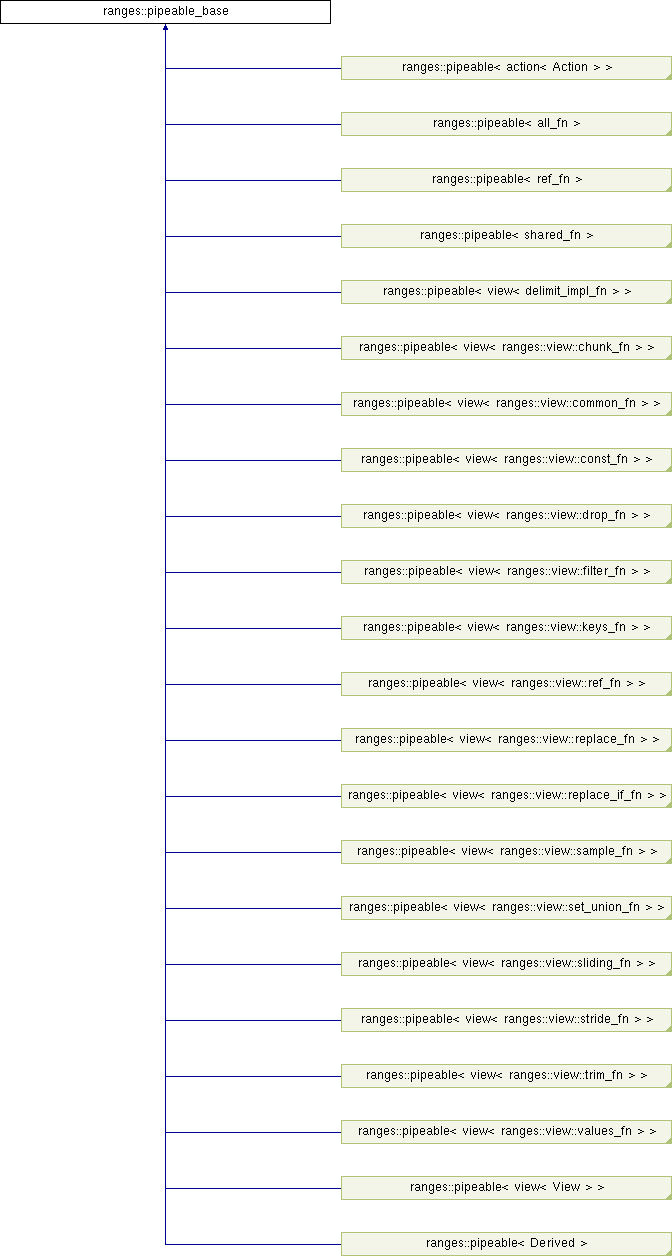 ranges::pipeable_base
ranges::pipeable< action< Action > >
ranges::pipeable< all_fn >
ranges::pipeable< ref_fn >
ranges::pipeable< shared_fn >
ranges::pipeable< view< delimit_impl_fn > >
ranges::pipeable< view< ranges::view::chunk_fn > >
ranges::pipeable< view< ranges::view::common_fn > >
ranges::pipeable< view< ranges::view::const_fn > >
ranges::pipeable< view< ranges::view::drop_fn > >
ranges::pipeable< view< ranges::view::filter_fn > >
ranges::pipeable< view< ranges::view::keys_fn > >
ranges::pipeable< view< ranges::view::ref_fn > >
ranges::pipeable< view< ranges::view::replace_fn > >
ranges::pipeable< view< ranges::view::replace_if_fn > >
ranges::pipeable< view< ranges::view::sample_fn > >
ranges::pipeable< view< ranges::view::set_union_fn > >
ranges::pipeable< view< ranges::view::sliding_fn > >
ranges::pipeable< view< ranges::view::stride_fn > >
ranges::pipeable< view< ranges::view::trim_fn > >
ranges::pipeable< view< ranges::view::values_fn > >
ranges::pipeable< view< View > >
ranges::pipeable< Derived >